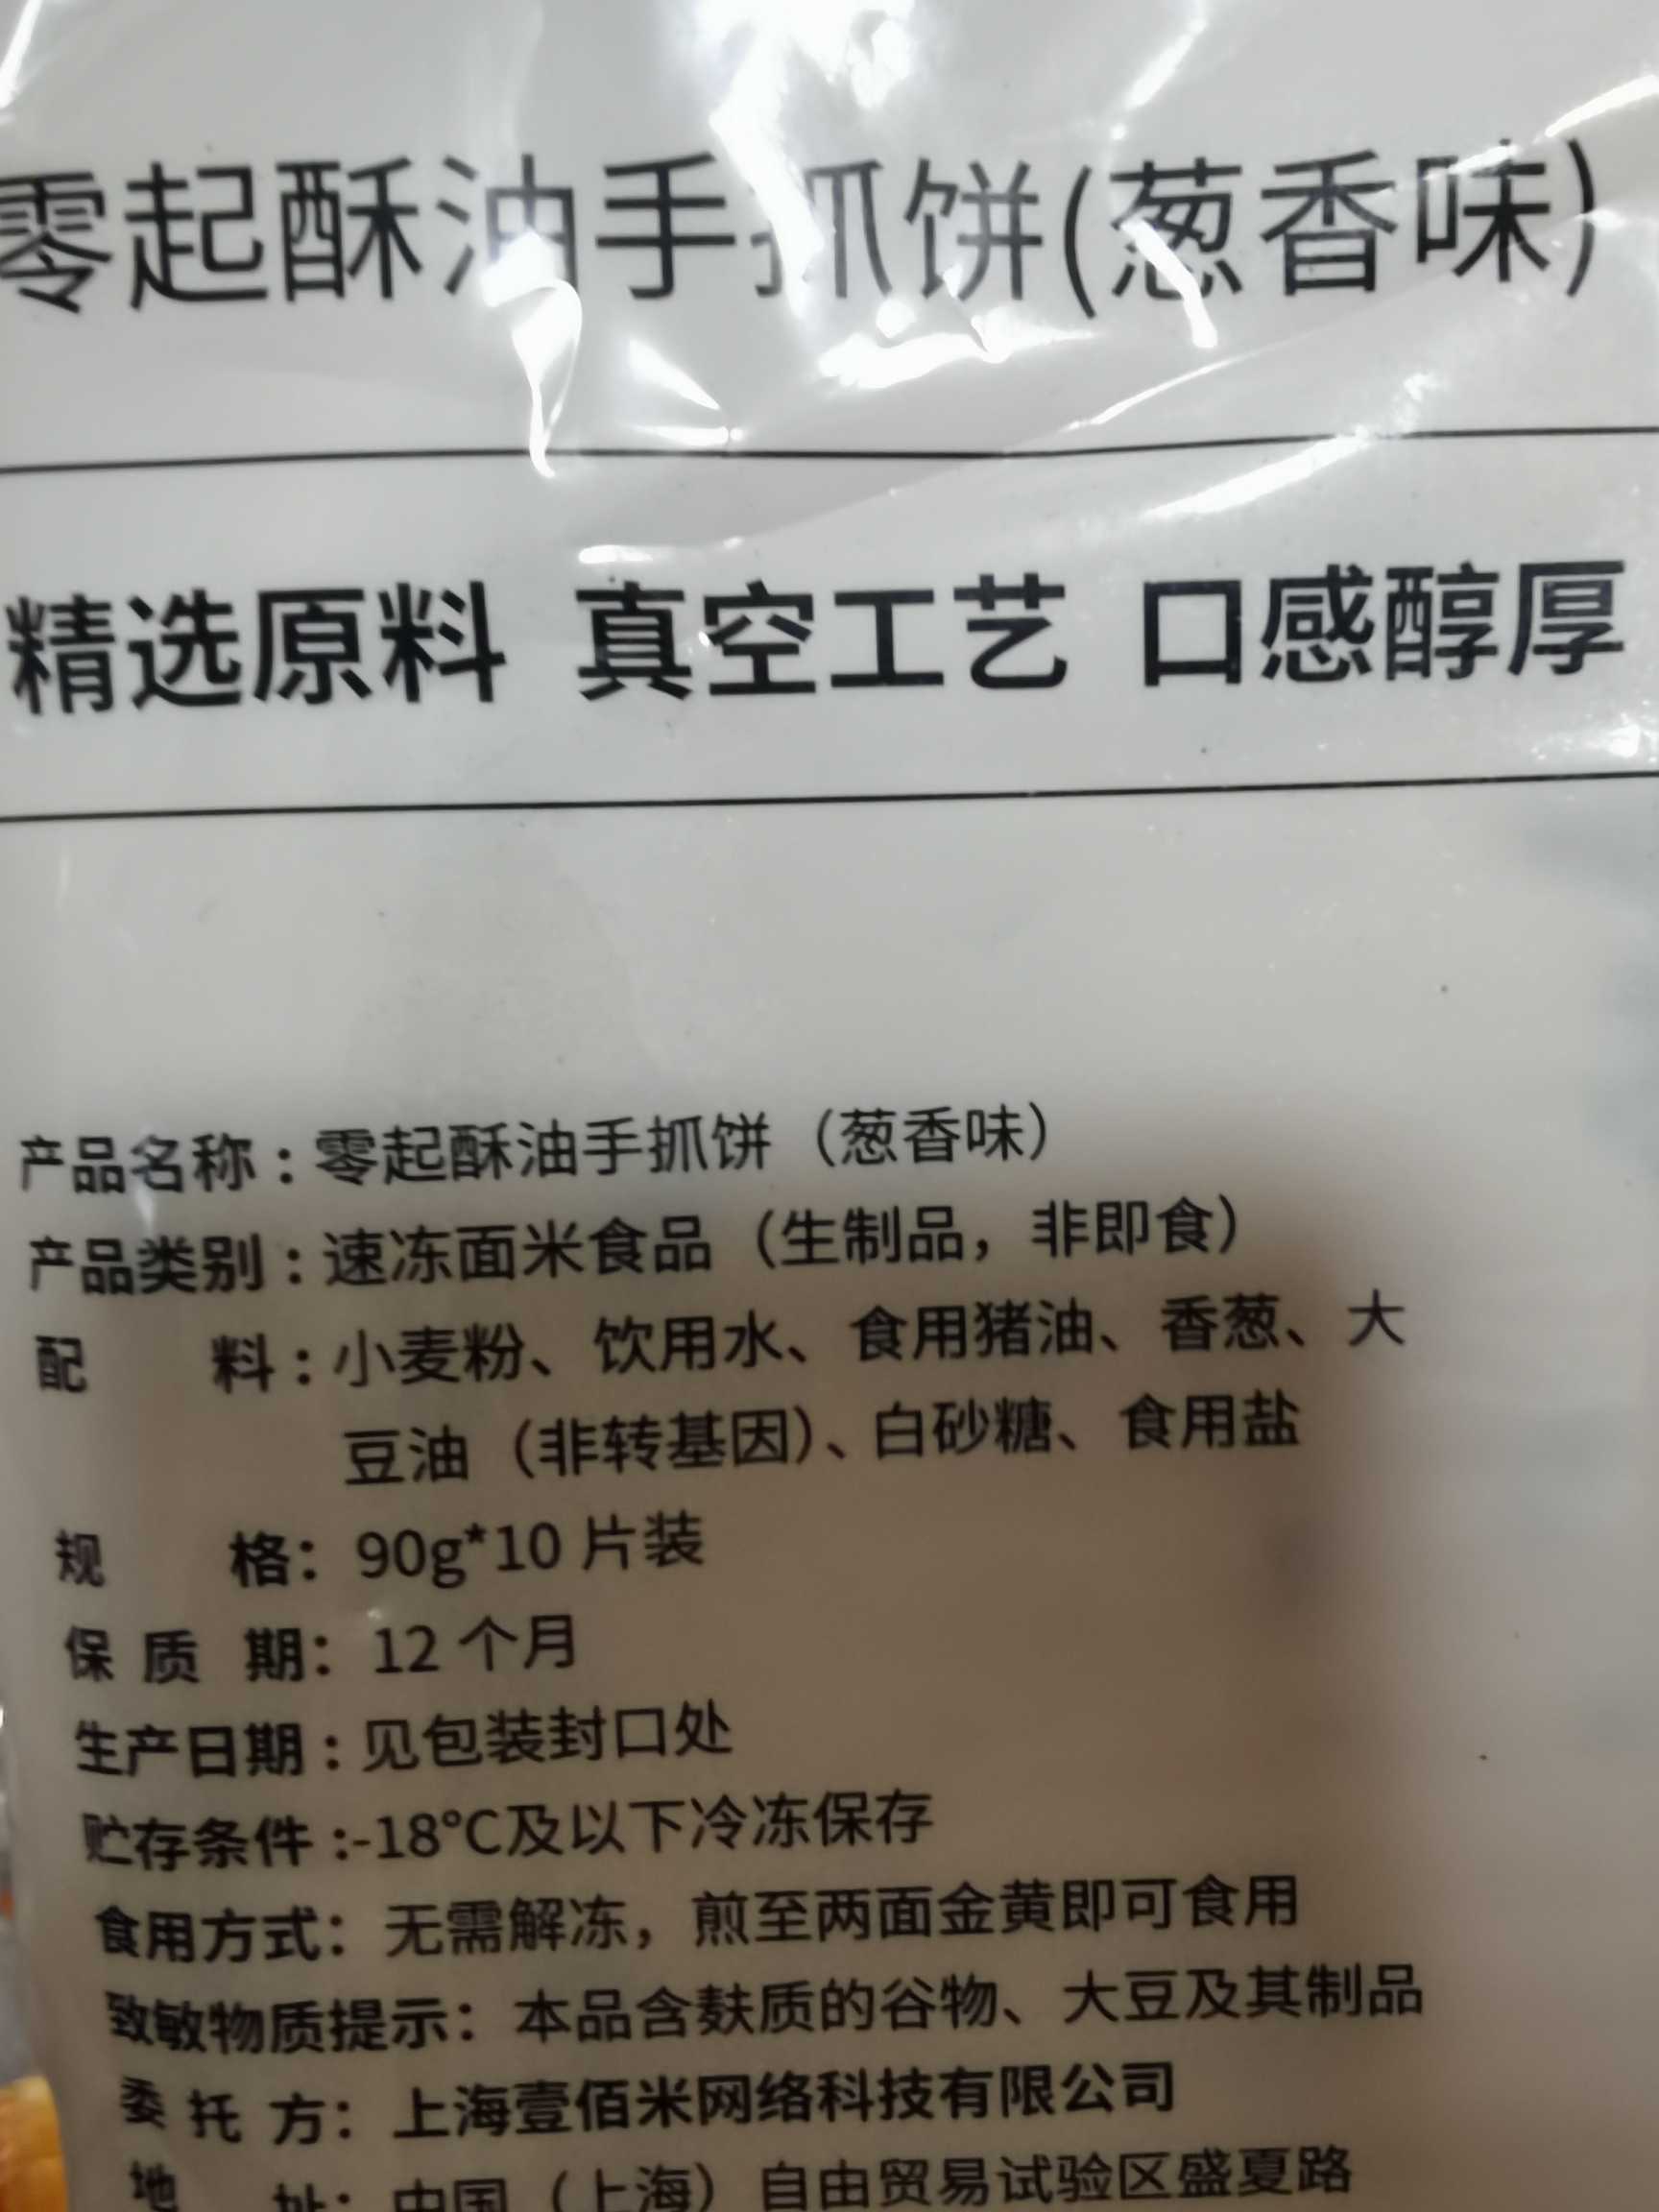 零起酥油手抓饼(葱香味)
精选原料 真空工艺 口感醇厚
产品名称：零起酥油手抓饼（葱香味）
产品类别：速冻面米食品（生制品，非即食）
配 料：小麦粉、饮用水、食用猪油、香葱、大
豆油（非转基因）、白砂糖、食用盐
规 格：90g*10 片装
保 质 期：12 个月
生产日期：见包装封口处
贮存条件：-18℃及以下冷冻保存
食用方式：无需解冻，煎至两面金黄即可食用
致敏物质提示：本品含麸质的谷物、大豆及其制品
委 托 方：上海壹佰米网络科技有限公司
地 址：中国（上海）自由贸易试验区盛夏路